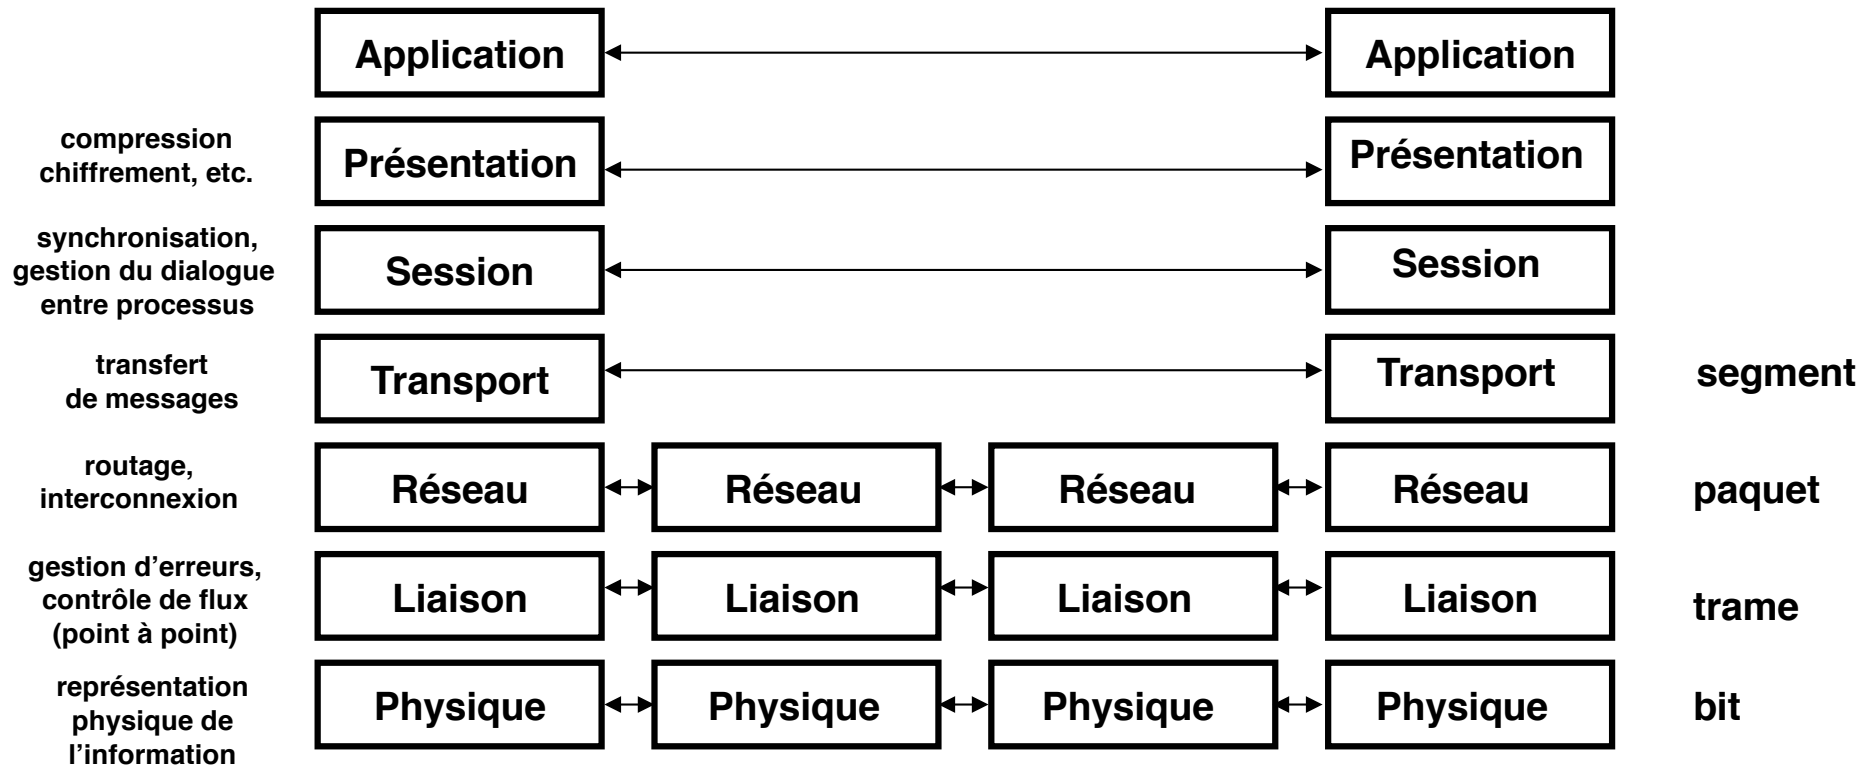 Application
Application
compression
chiffrement, etc.
Présentation
Présentation
synchronisation,
gestion du dialogue
entre processus
Session
Session
transfert
de messages
Transport
Transport
segment
routage,
interconnexion
Réseau
Réseau
Réseau
Réseau
paquet
gestion d’erreurs,
contrôle de flux
(point à point)
Liaison
Liaison
Liaison
Liaison
trame
représentation
physique de
l’information
Physique
Physique
Physique
Physique
bit